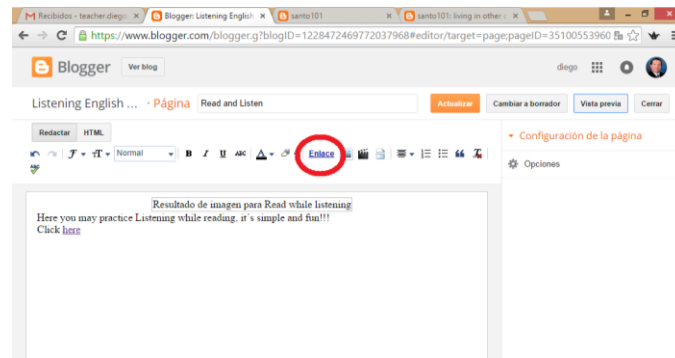 Recibidos - teacher.diego Blogger: Listening English santo101 santo101: living in other c
https://www.blogger.com/blogger.g?blogID=1228472469772037968#editor/target=page;pageID=35100553960
Blogger Ver blog diego
Listening English ... · Página Read and Listen Actualizar Cambiar a borrador Vista previa Cerrar
Redactar HTML Configuración de la página
Normal B I U ABC A Enlace
Opciones
Resultado de imagen para Read while listening
Here you may practice Listening while reading, it´s simple and fun!!!
Click here